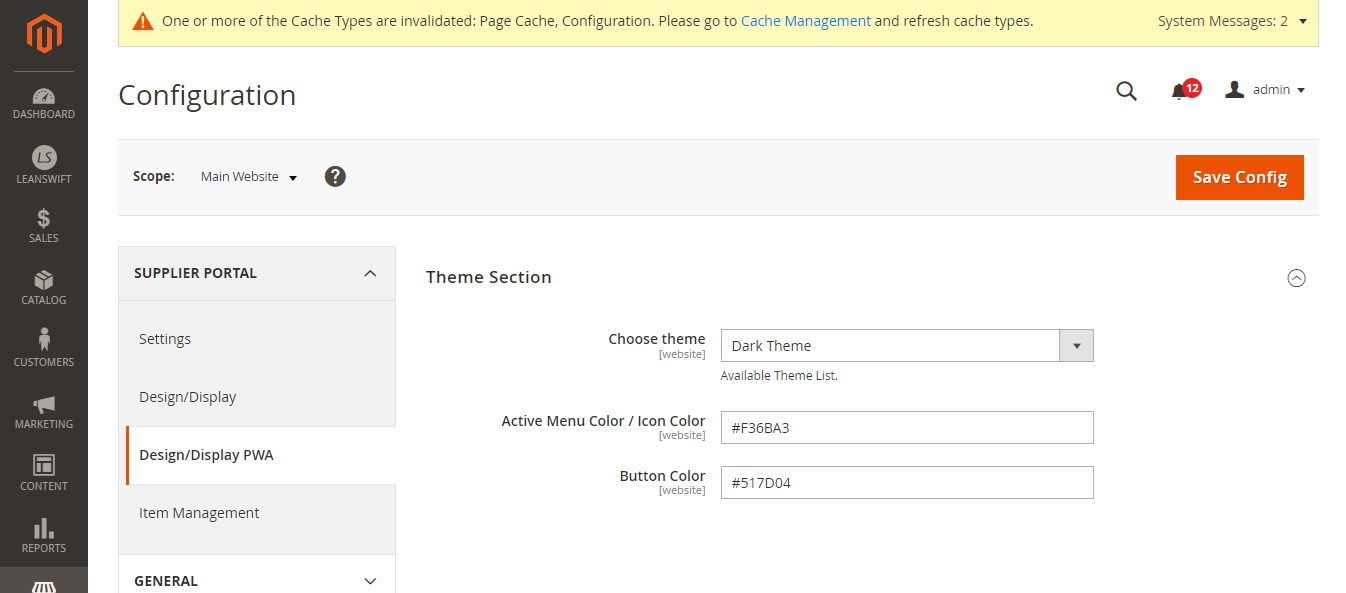 One or more of the Cache Types are invalidated: Page Cache, Configuration. Please go to Cache Management and refresh cache types.
System Messages: 2
Configuration
12
admin
Scope:
Main Website
?
Save Config
DASHBOARD
LS
LEANSWIFT
$
SALES
CATALOG
CUSTOMERS
MARKETING
CONTENT
REPORTS
SUPPLIER PORTAL
Settings
Design/Display
Design/Display PWA
Item Management
GENERAL
Theme Section
Choose theme
[website]
Dark Theme
Available Theme List.
Active Menu Color / Icon Color
[website]
#F36BA3
Button Color
[website]
#517D04